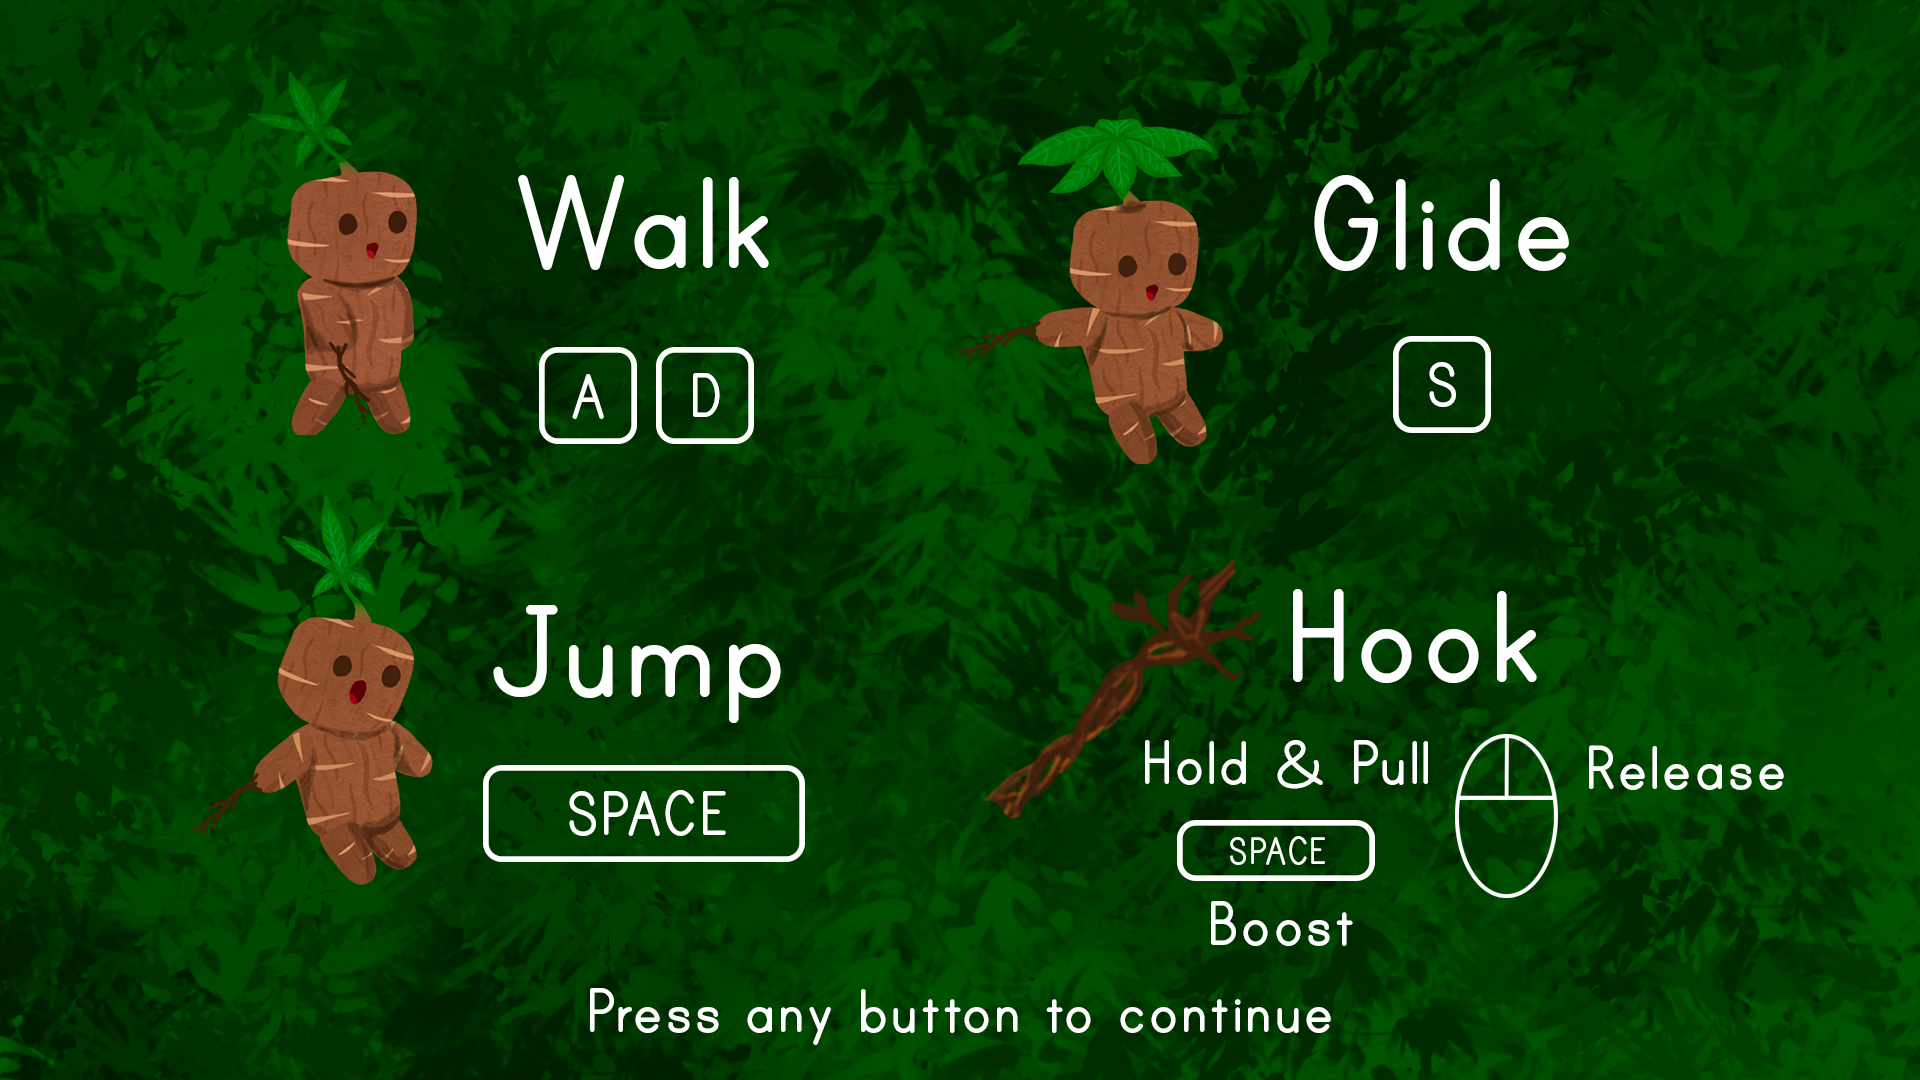 Walk
A D
Glide
S
Jump
SPACE
Hook
Hold & Pull
Release
SPACE
Boost
Press any button to continue